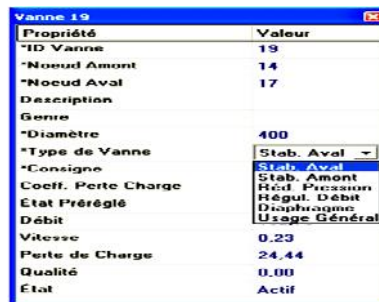 Vanne 19
Propriété Valeur
*ID Vanne 19
*Noeud Amont 14
*Noeud Aval 17
Description
Genre
*Diamètre 400
*Type de Vanne Stab. Aval
*Consigne Stab. Aval
Stab. Amont
Coeff. Perte Charge Réd. Pression
État Préréglé Régul. Débit
Diaphragme
Débit Usage Général
Vitesse 0,23
Perte de Charge 24,44
Qualité 0,00
État Actif